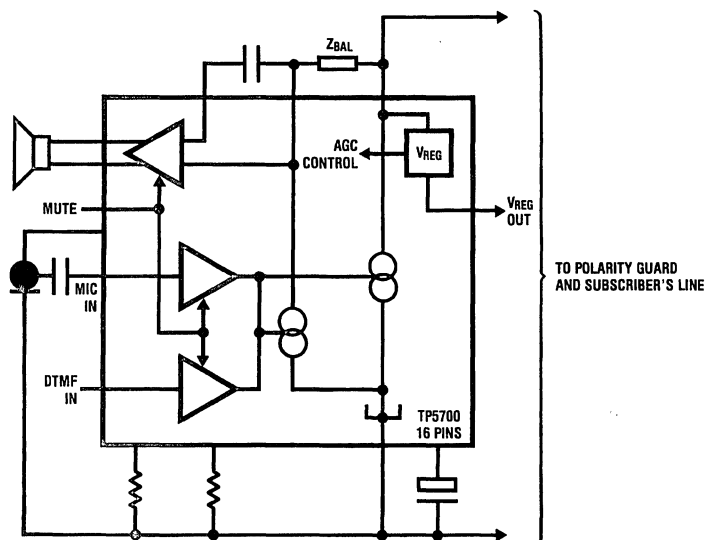 ZBAL
AGC
CONTROL
VREG
VREG
OUT
MUTE
MIC
IN
DTMF
IN
TP5700
16 PINS
TO POLARITY GUARD
AND SUBSCRIBER'S LINE